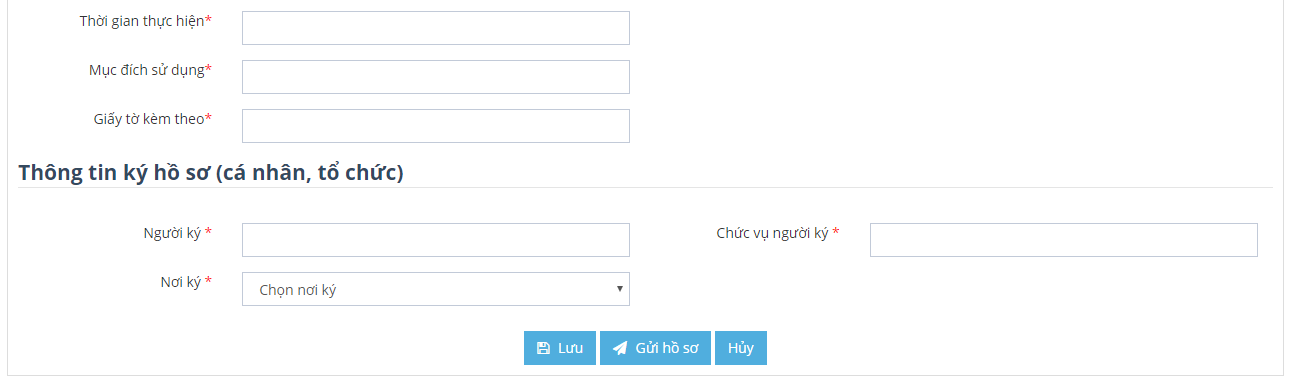 Thời gian thực hiện*
Mục đích sử dụng*
Giấy tờ kèm theo*
Thông tin ký hồ sơ (cá nhân, tổ chức)
Người ký *
Chức vụ người ký *
Nơi ký *
Chọn nơi ký
Lưu
Gửi hồ sơ
Hủy